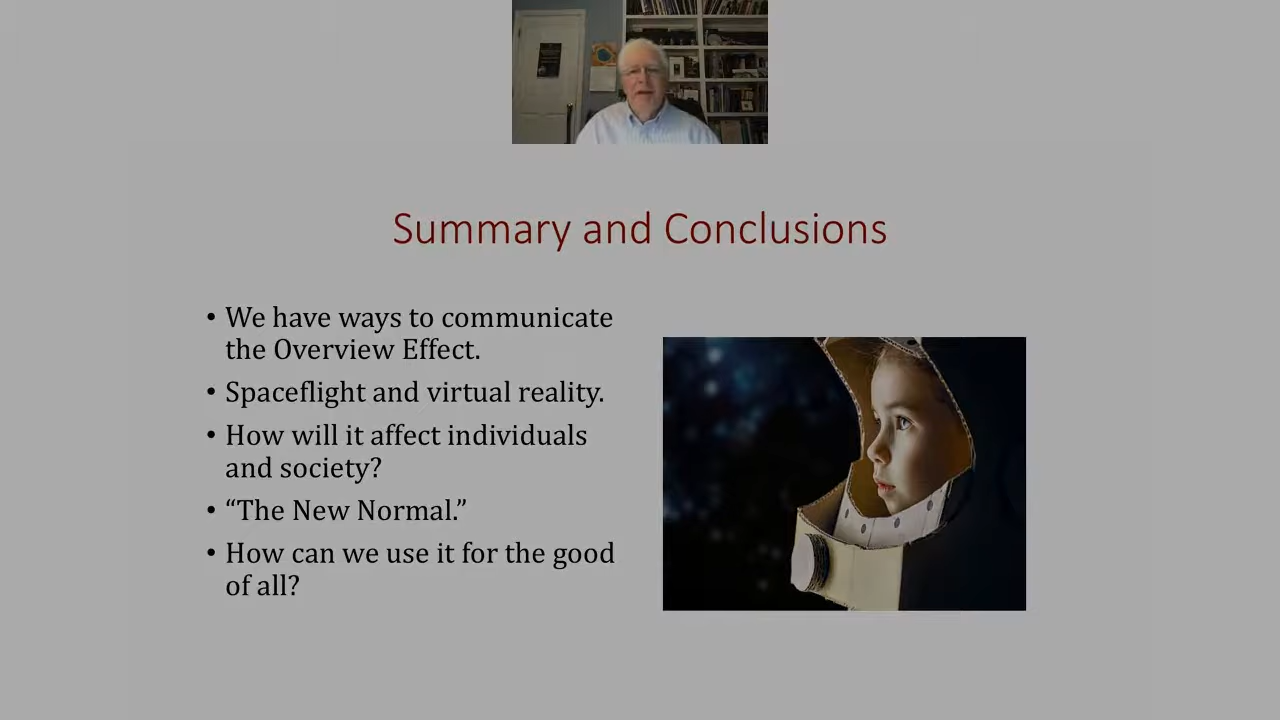 Summary and Conclusions
• We have ways to communicate
the Overview Effect.
• Spaceflight and virtual reality.
• How will it affect individuals
and society?
• “The New Normal.”
• How can we use it for the good
of all?